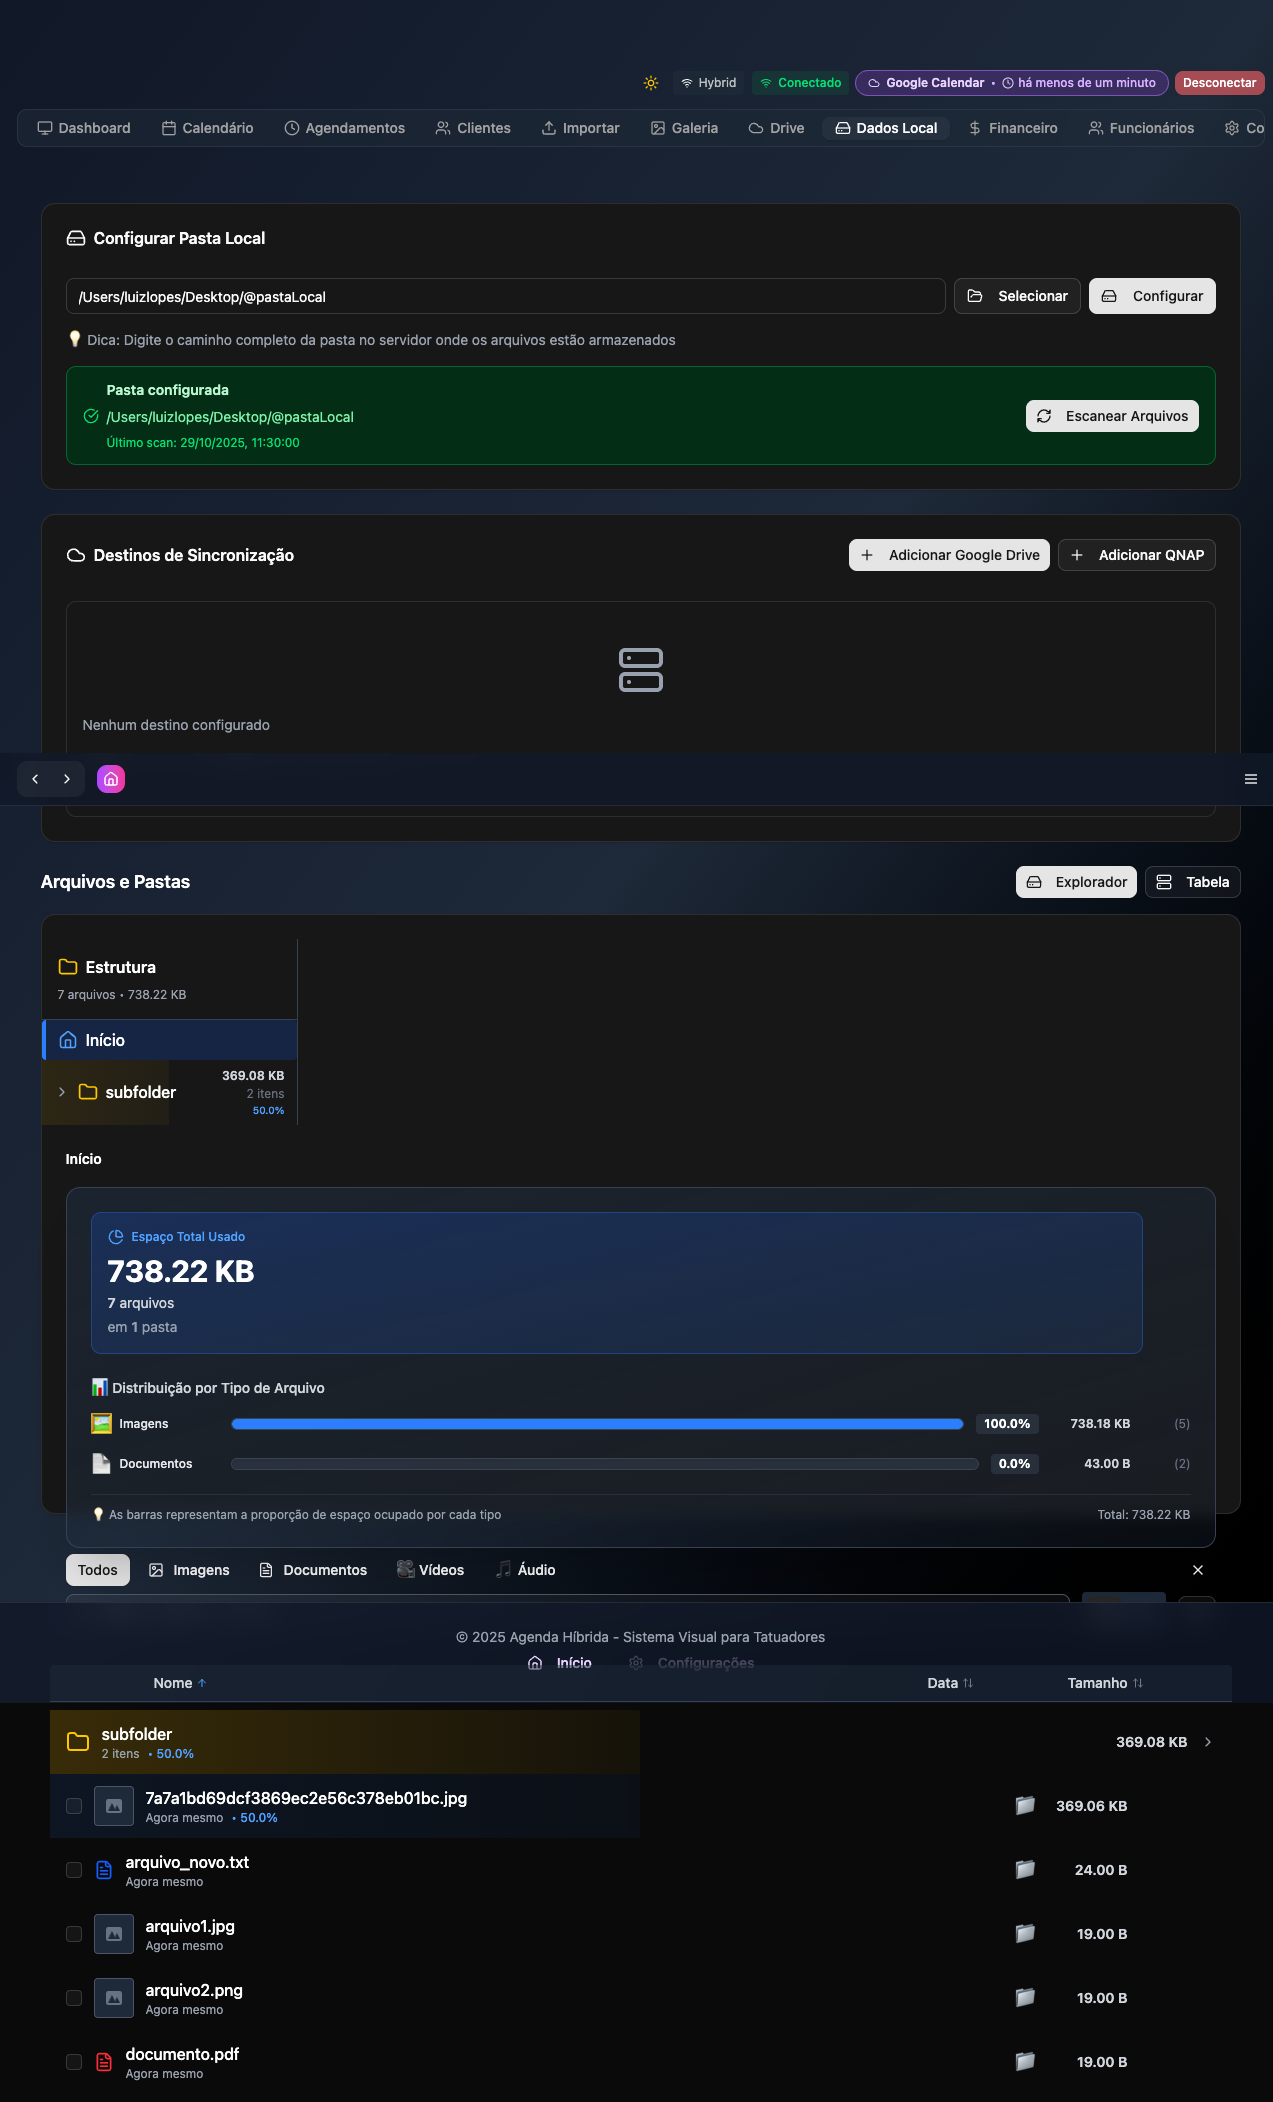 Hybrid
Conectado
Google Calendar • há menos de um minuto
Desconectar
Dashboard
Calendário
Agendamentos
Clientes
Importar
Galeria
Drive
Dados Local
Financeiro
Funcionários
Co
Configurar Pasta Local
/Users/luizlopes/Desktop/@pastaLocal
Selecionar
Configurar
Dica: Digite o caminho completo da pasta no servidor onde os arquivos estão armazenados
Pasta configurada
/Users/luizlopes/Desktop/@pastaLocal
Último scan: 29/10/2025, 11:30:00
Escanear Arquivos
Destinos de Sincronização
Adicionar Google Drive
Adicionar QNAP
Nenhum destino configurado
Arquivos e Pastas
Explorador
Tabela
Estrutura
7 arquivos • 738.22 KB
Início
subfolder
369.08 KB
2 itens
50.0%
Início
Espaço Total Usado
738.22 KB
7 arquivos
em 1 pasta
Distribuição por Tipo de Arquivo
Imagens
100.0%
738.18 KB
(5)
Documentos
0.0%
43.00 B
(2)
As barras representam a proporção de espaço ocupado por cada tipo
Total: 738.22 KB
Todos
Imagens
Documentos
Vídeos
Áudio
© 2025 Agenda Híbrida - Sistema Visual para Tatuadores
Início
Configurações
Nome ↑
Data ↑↓
Tamanho ↑↓
subfolder
2 itens • 50.0%
369.08 KB
7a7a1bd69dcf3869ec2e56c378eb01bc.jpg
Agora mesmo • 50.0%
369.06 KB
arquivo_novo.txt
Agora mesmo
24.00 B
arquivo1.jpg
Agora mesmo
19.00 B
arquivo2.png
Agora mesmo
19.00 B
documento.pdf
Agora mesmo
19.00 B